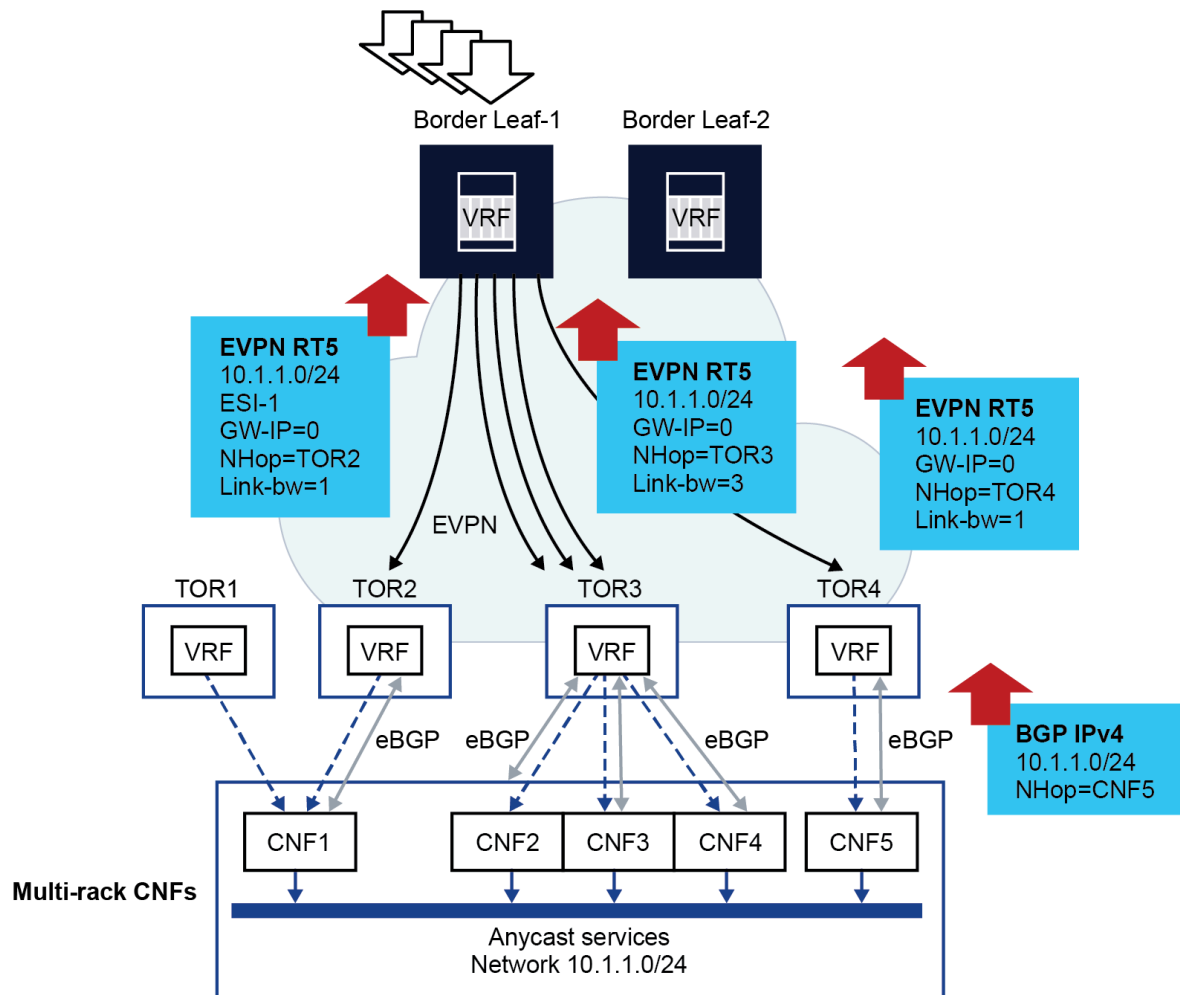 Border Leaf-1
Border Leaf-2
VRF
VRF
EVPN RT5
10.1.1.0/24
ESI-1
GW-IP=0
NHop=TOR2
Link-bw=1
EVPN RT5
10.1.1.0/24
GW-IP=0
NHop=TOR3
Link-bw=3
EVPN RT5
10.1.1.0/24
GW-IP=0
NHop=TOR4
Link-bw=1
EVPN
TOR1
TOR2
TOR3
TOR4
VRF
VRF
VRF
VRF
eBGP
eBGP
eBGP
eBGP
BGP IPv4
10.1.1.0/24
NHop=CNF5
CNF1
CNF2
CNF3
CNF4
CNF5
Multi-rack CNFs
Anycast services
Network 10.1.1.0/24